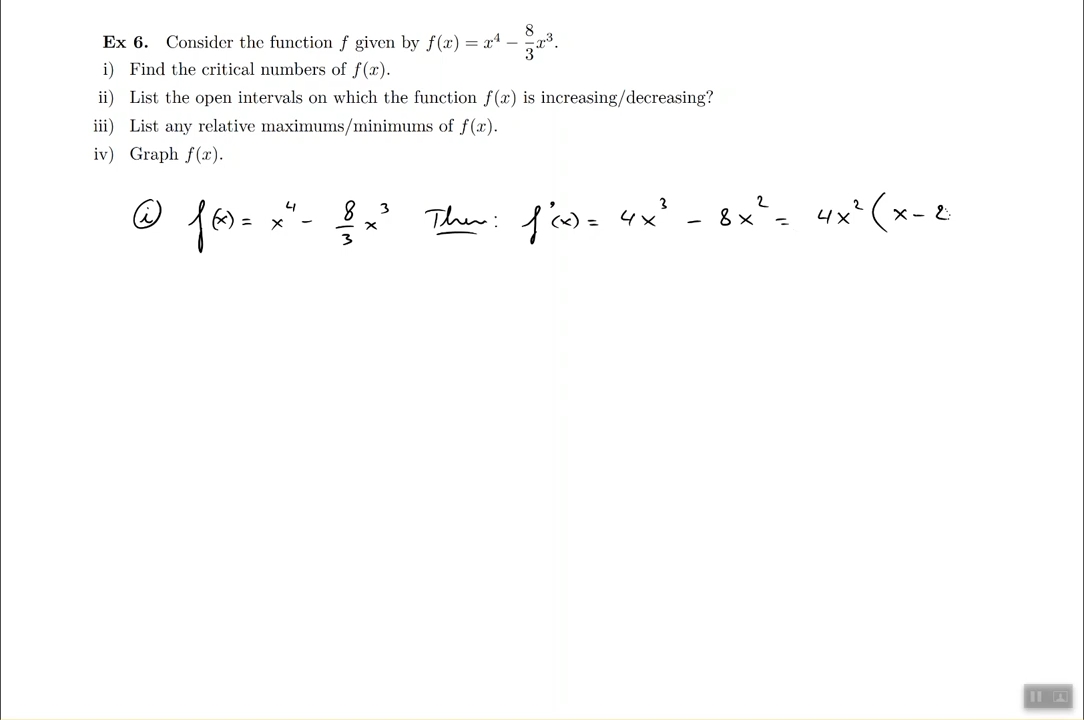 Ex 6. Consider the function f given by f(x) = x⁴ − 8/3 x³.
i) Find the critical numbers of f(x).
ii) List the open intervals on which the function f(x) is increasing/decreasing?
iii) List any relative maximums/minimums of f(x).
iv) Graph f(x).
(i) f(x) = x⁴ − 8/3 x³ Then: f'(x) = 4x³ − 8x² = 4x² (x − 2